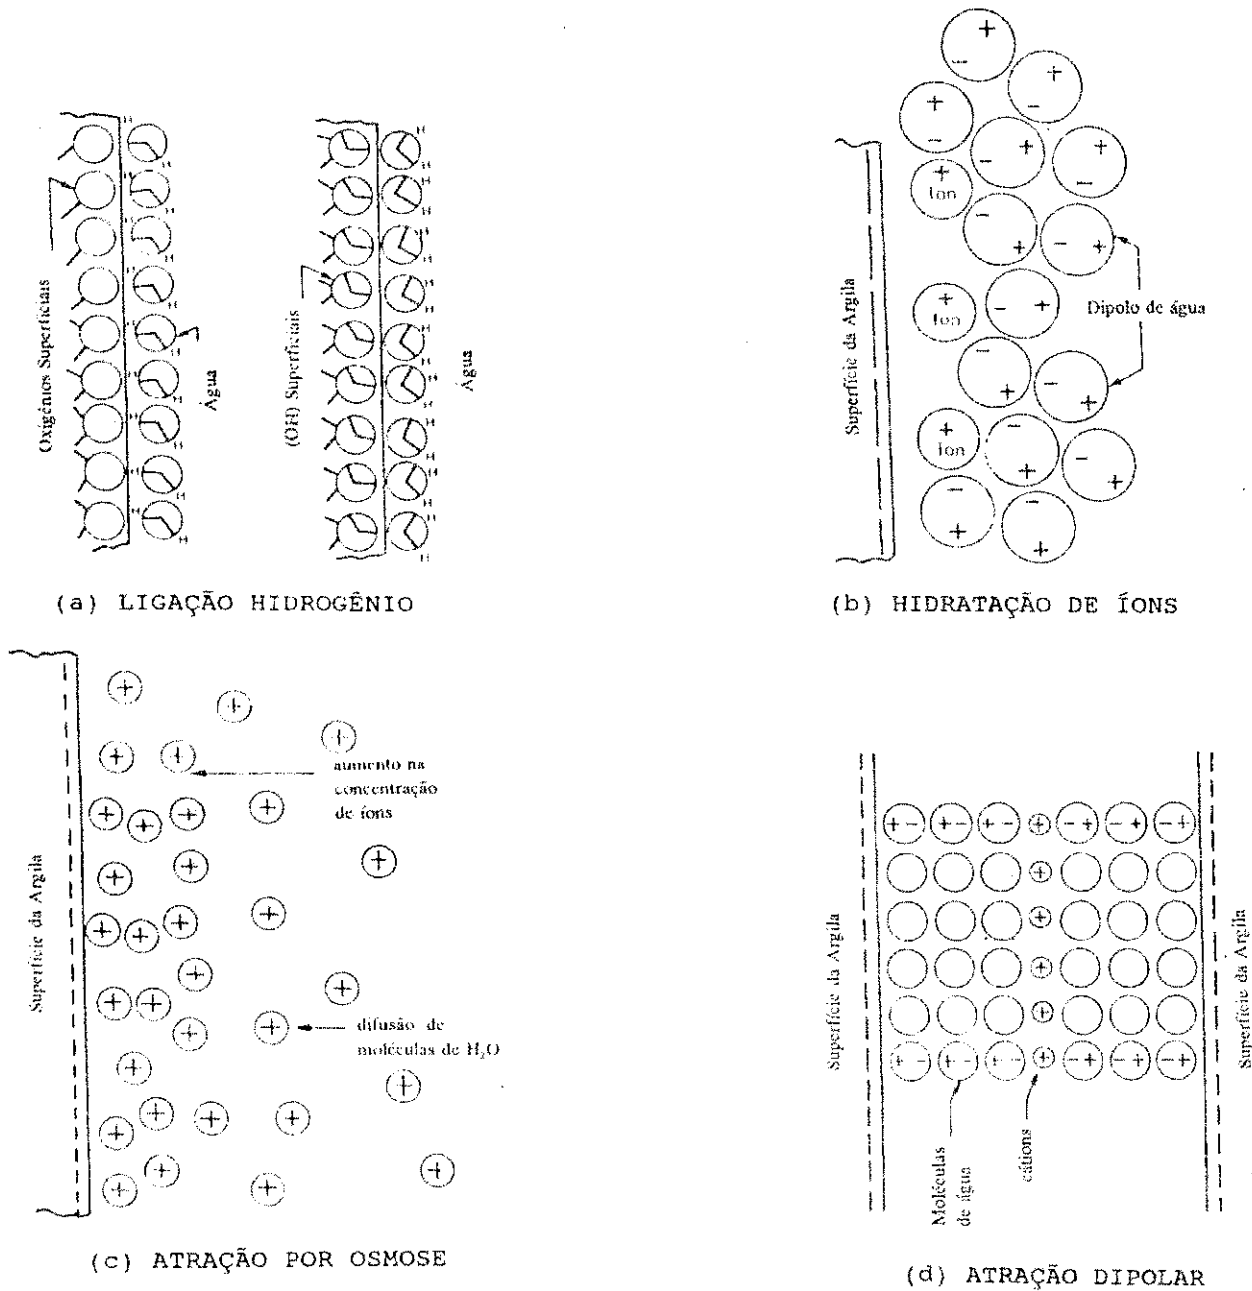 Oxigênios Superficiais
Água
(OH) Superficiais
Água
H
(a) LIGAÇÃO HIDROGÊNIO
Superfície da Argila
Íon
Íon
Íon
Dipolo de água
(b) HIDRATAÇÃO DE ÍONS
Superfície da Argila
aumento na
concentração
de íons
difusão de
moléculas de H₂O
(c) ATRAÇÃO POR OSMOSE
Superfície da Argila
Moléculas
de água
cátions
Superfície da Argila
(d) ATRAÇÃO DIPOLAR